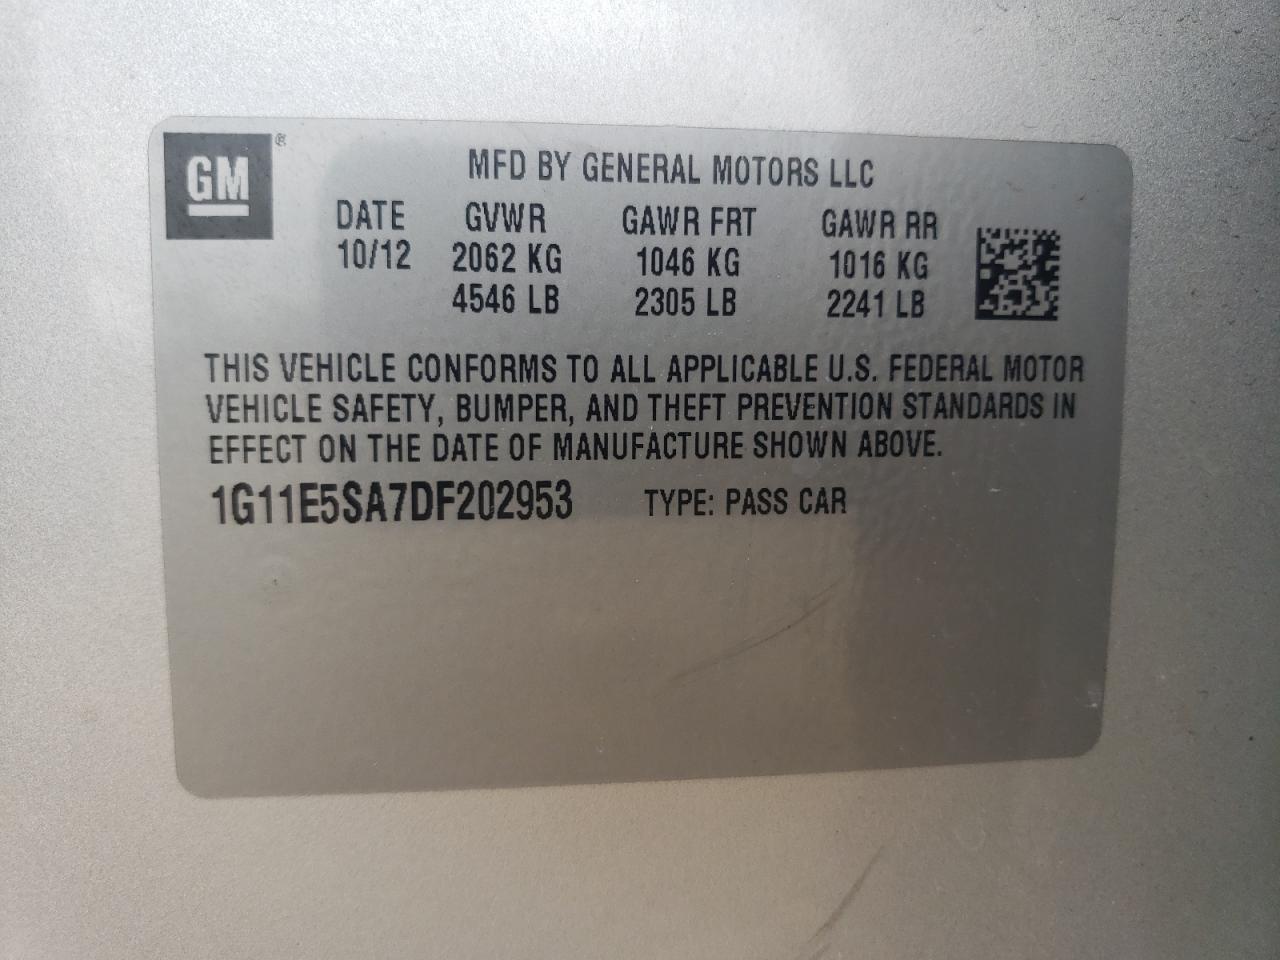 GM®
MFD BY GENERAL MOTORS LLC
DATE GVWR GAWR FRT GAWR RR
10/12 2062 KG 1046 KG 1016 KG
4546 LB 2305 LB 2241 LB
THIS VEHICLE CONFORMS TO ALL APPLICABLE U.S. FEDERAL MOTOR
VEHICLE SAFETY, BUMPER, AND THEFT PREVENTION STANDARDS IN
EFFECT ON THE DATE OF MANUFACTURE SHOWN ABOVE.
1G11E5SA7DF202953 TYPE: PASS CAR